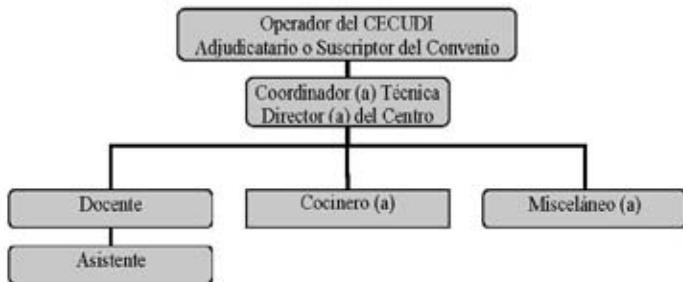 Operador del CECUDI
Adjudicatario o Suscriptor del Convenio
Coordinador (a) Técnica
Director (a) del Centro
Docente
Cocinero (a)
Misceláneo (a)
Asistente